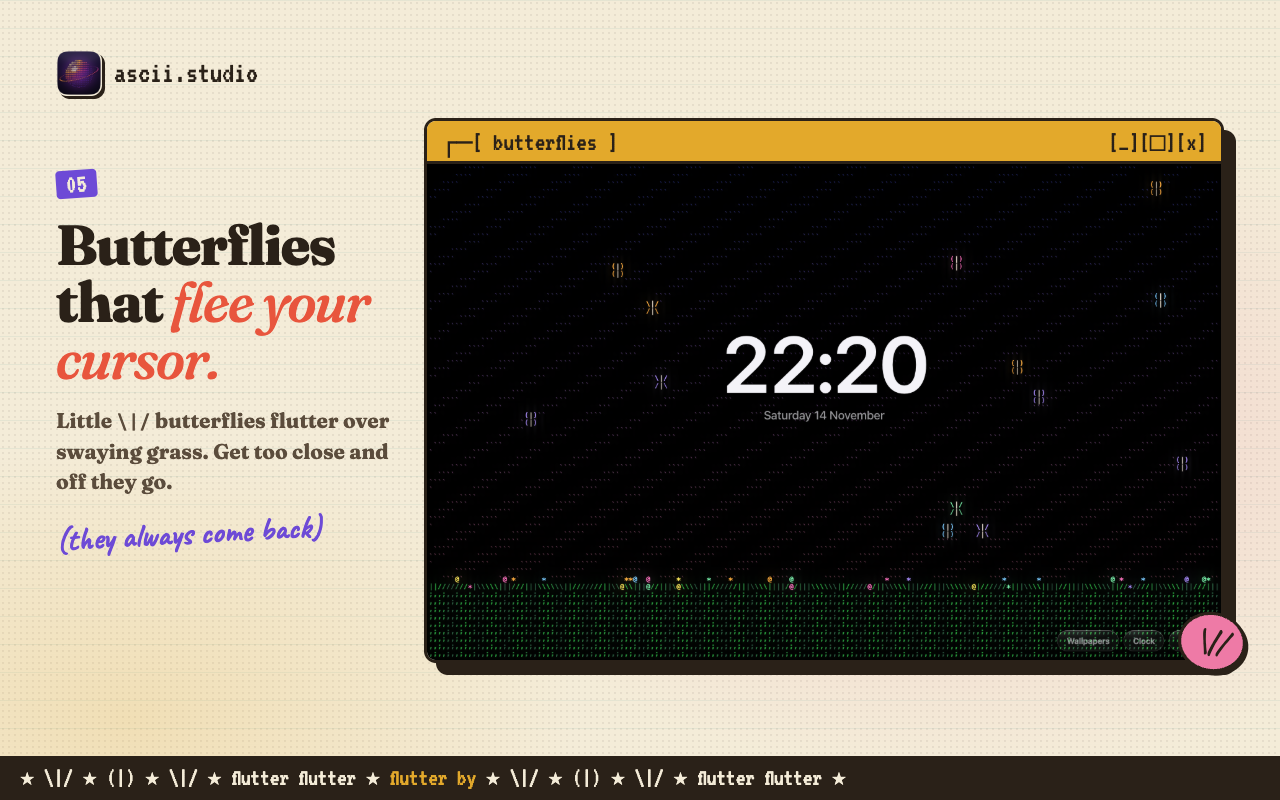 ascii.studio
05
Butterflies
that flee your
cursor.
Little \|/ butterflies flutter over
swaying grass. Get too close and
off they go.
(they always come back)
┌──[ butterflies ]
[_][□][x]
22:20
Saturday 14 November
Wallpapers
Clock
\//
★ \|/ ★ (|) ★ \|/ ★ flutter flutter ★ flutter by ★ \|/ ★ (|) ★ \|/ ★ flutter flutter ★